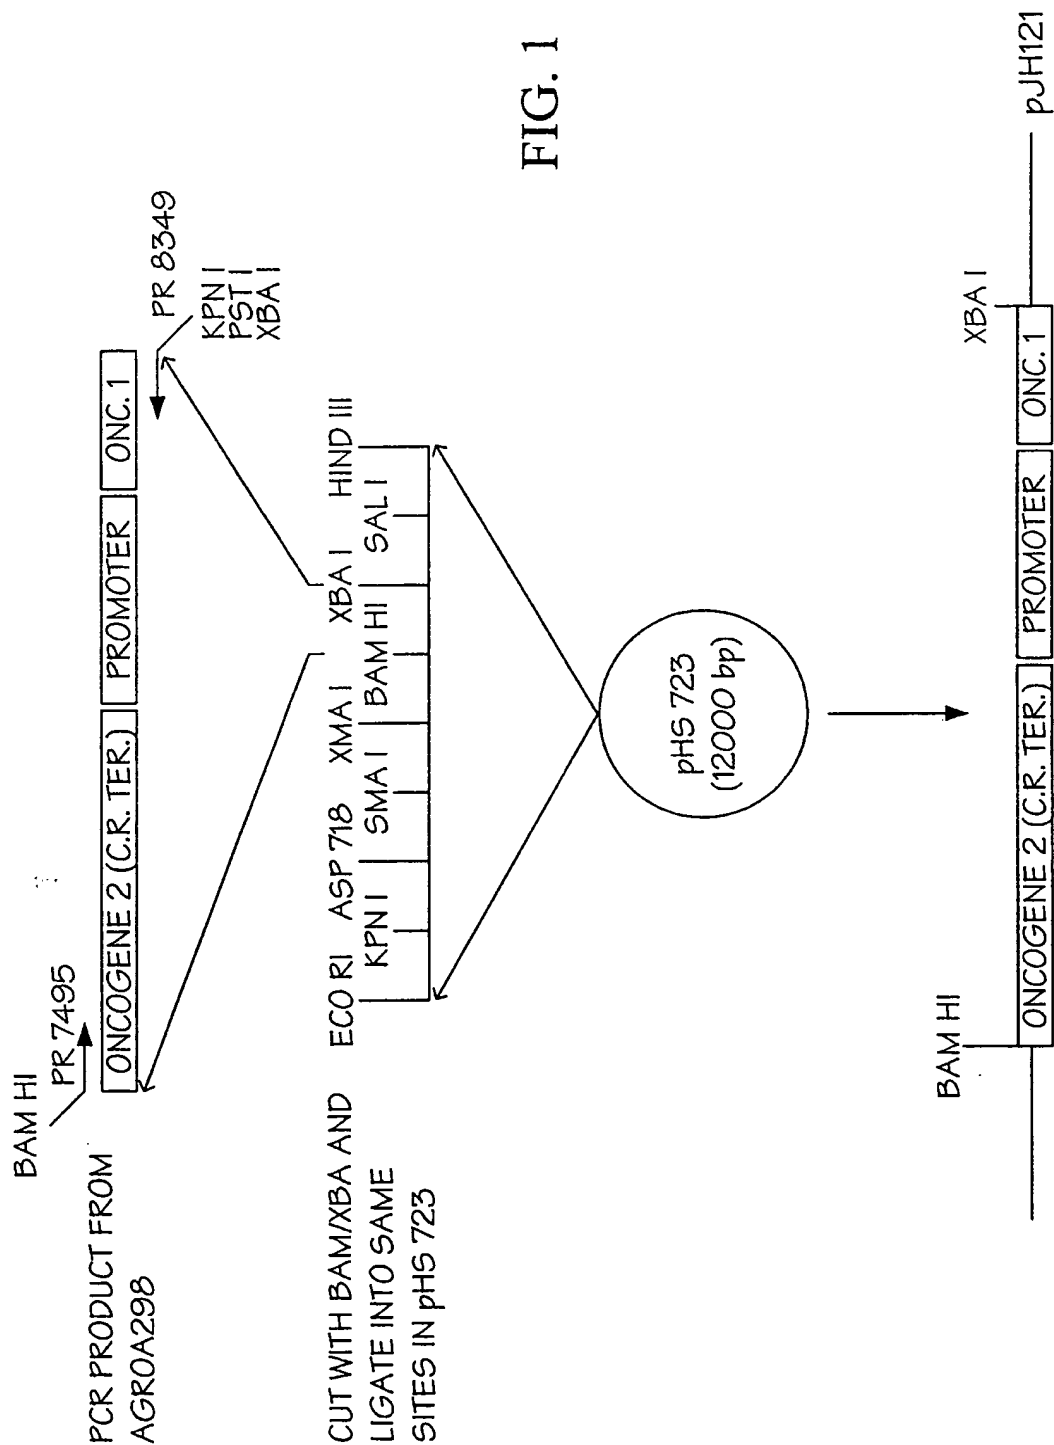 BAM HI
PR 7495
PCR PRODUCT FROM
AGROA298
ONCOGENE 2 (C.R. TER.)
PROMOTER
ONC. 1
PR 8349
KPN I
PST I
XBA I
CUT WITH BAM/XBA AND
LIGATE INTO SAME
SITES IN pHS 723
ECO RI
KPN I
ASP 718
SMA I
XMA I
BAM HI
XBA I
SAL I
HIND III
pHS 723
(12000 bp)
FIG. 1
BAM HI
XBA I
ONCOGENE 2 (C.R. TER.)
PROMOTER
ONC. 1
pJH121